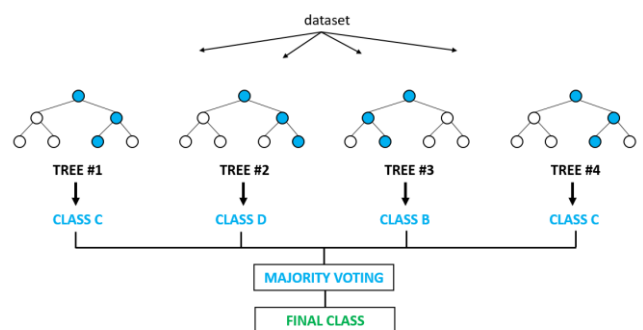 dataset
TREE #1 TREE #2 TREE #3 TREE #4
CLASS C CLASS D CLASS B CLASS C
MAJORITY VOTING
FINAL CLASS